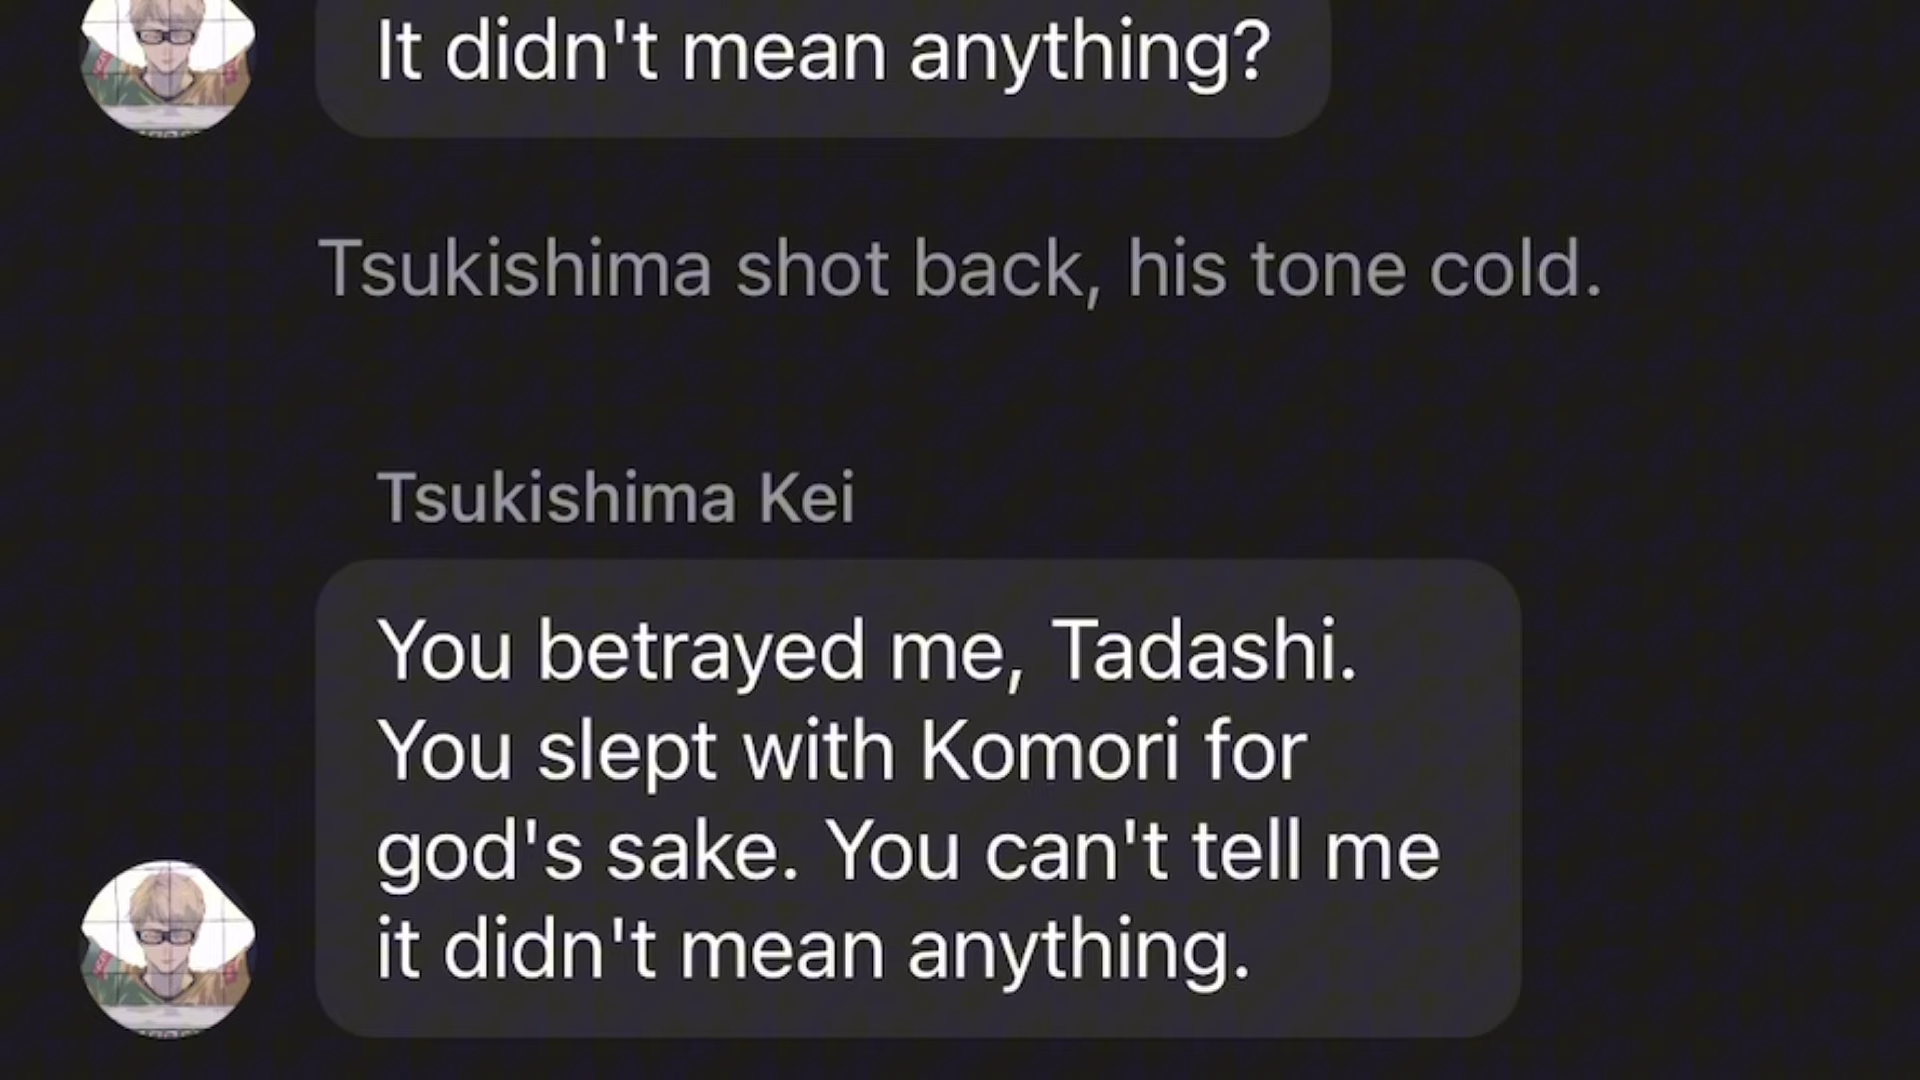 It didn't mean anything?
Tsukishima shot back, his tone cold.
Tsukishima Kei
You betrayed me, Tadashi.
You slept with Komori for
god's sake. You can't tell me
it didn't mean anything.